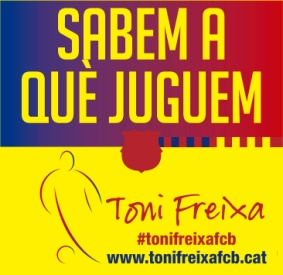 SABEM A
QUÈ JUGUEM
Toni Freixa
#tonifreixafcb
www.tonifreixafcb.cat